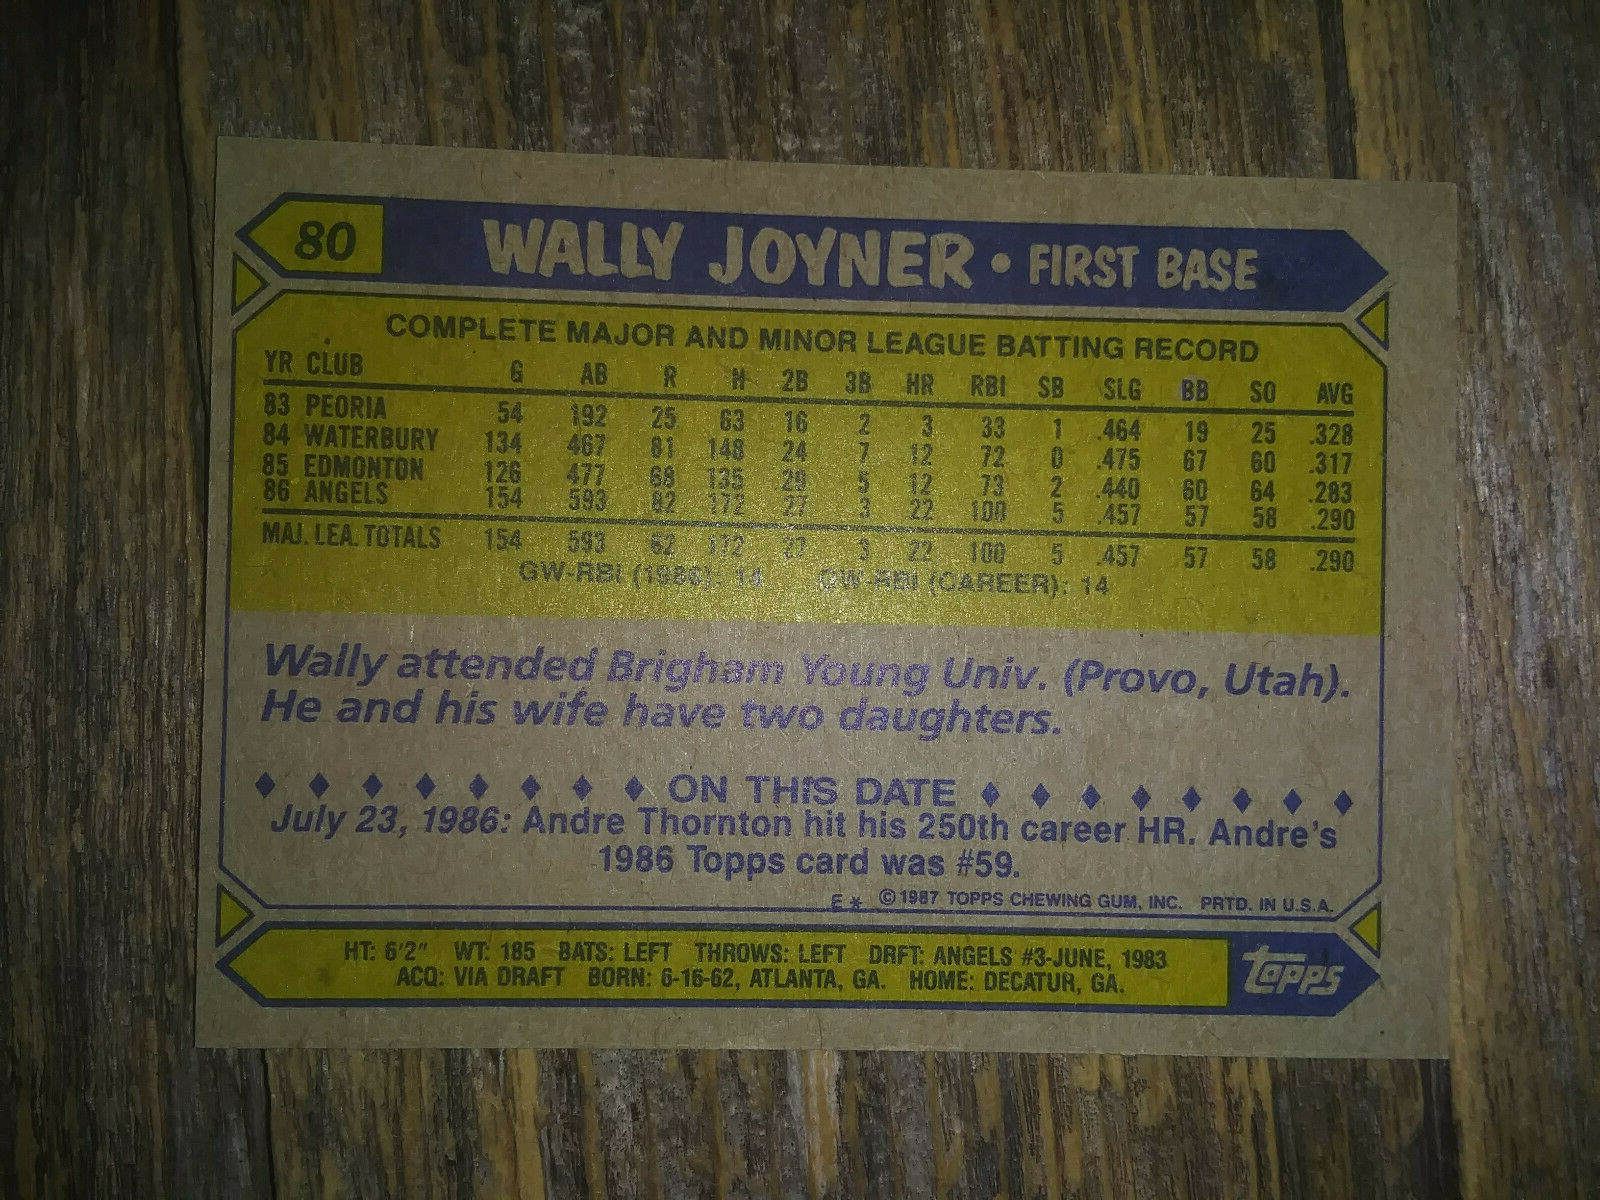 80 WALLY JOYNER • FIRST BASE
COMPLETE MAJOR AND MINOR LEAGUE BATTING RECORD
YR CLUB G AB R H 2B 3B HR RBI SB SLG BB SO AVG
83 PEORIA 54 192 25 63 16 2 3 33 1 .464 19 25 .328
84 WATERBURY 134 467 81 148 24 7 12 72 0 .475 67 60 .317
85 EDMONTON 126 477 68 135 29 5 12 73 2 .440 60 64 .283
86 ANGELS 154 593 82 172 27 3 22 100 5 .457 57 58 .290
MAJ. LEA. TOTALS 154 593 82 172 27 3 22 100 5 .457 57 58 .290
GW-RBI (1986): 14 GW-RBI (CAREER): 14
Wally attended Brigham Young Univ. (Provo, Utah).
He and his wife have two daughters.
♦ ♦ ♦ ♦ ♦ ♦ ♦ ♦ ON THIS DATE ♦ ♦ ♦ ♦ ♦ ♦ ♦ ♦
July 23, 1986: Andre Thornton hit his 250th career HR. Andre's
1986 Topps card was #59.
E* © 1987 TOPPS CHEWING GUM, INC. PRTD. IN U.S.A.
HT: 6'2" WT: 185 BATS: LEFT THROWS: LEFT DRFT: ANGELS #3-JUNE, 1983
ACQ: VIA DRAFT BORN: 6-16-62, ATLANTA, GA. HOME: DECATUR, GA.
topps